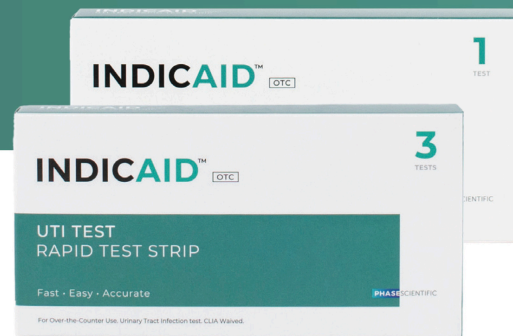 INDICAID™ OTC
1
TEST
INDICAID™ OTC
3
TESTS
UTI TEST
RAPID TEST STRIP
Fast • Easy • Accurate
PHASESCIENTIFIC
For Over-the-Counter Use. Urinary Tract Infection test. CLIA Waived.